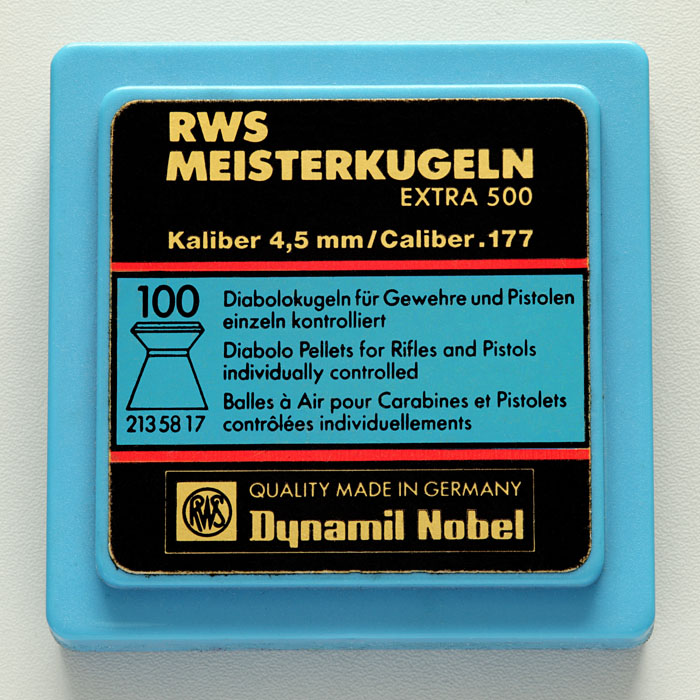 RWS
MEISTERKUGELN
EXTRA 500
Kaliber 4,5 mm/Caliber .177
100
Diabolokugeln für Gewehre und Pistolen
einzeln kontrolliert
Diabolo Pellets for Rifles and Pistols
individually controlled
Balles à Air pour Carabines et Pistolets
contrôlées individuellements
213 58 17
RWS
QUALITY MADE IN GERMANY
Dynamil Nobel